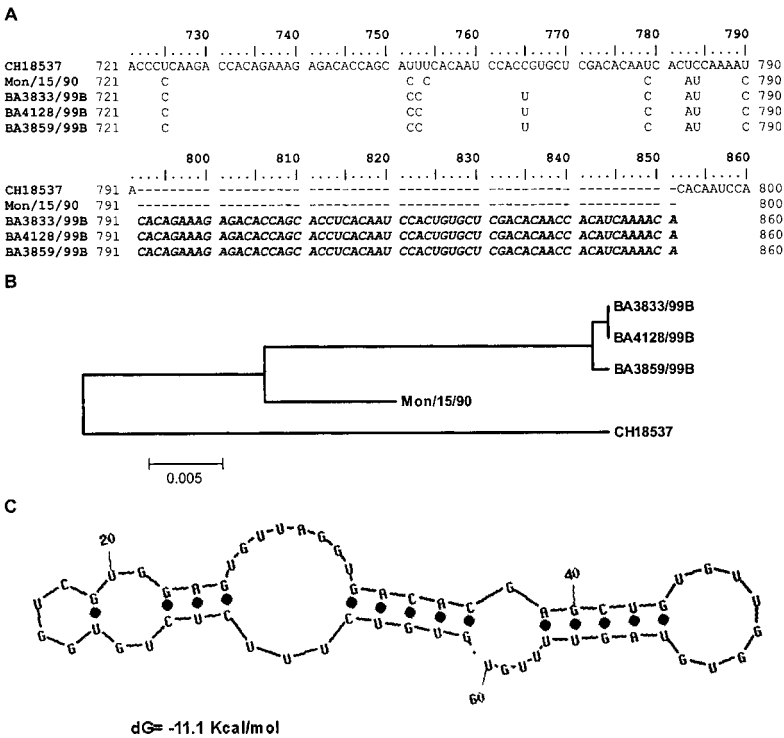 A
730 740 750 760 770 780 790
CH18537 721 ACCCUCAAGA CCACAGAAAG AGACACCAGC AUUUCACAAU CCACCGUGCU CGACACAAUC ACUCCAAAAU 790
Mon/15/90 721 C C C C AU C 790
BA3833/99B 721 C CC U C AU C 790
BA4128/99B 721 C CC U C AU C 790
BA3859/99B 721 C CC U C AU C 790
800 810 820 830 840 850 860
CH18537 791 A--------- ---------- ---------- ---------- ---------- ---------- -CACAAUCCA 800
Mon/15/90 791 ---------- ---------- ---------- ---------- ---------- ---------- - 800
BA3833/99B 791 CACAGAAAG AGACACCAGC ACCUCACAAU CCACUGUGCU CGACACAACC ACAUCAAAAC A 860
BA4128/99B 791 CACAGAAAG AGACACCAGC ACCUCACAAU CCACUGUGCU CGACACAACC ACAUCAAAAC A 860
BA3859/99B 791 CACAGAAAG AGACACCAGC ACCUCACAAU CCACUGUGCU CGACACAACC ACAUCAAAAC A 860
B
BA3833/99B
BA4128/99B
BA3859/99B
Mon/15/90
CH18537
0.005
C
20
40
60
dG= -11.1 Kcal/mol